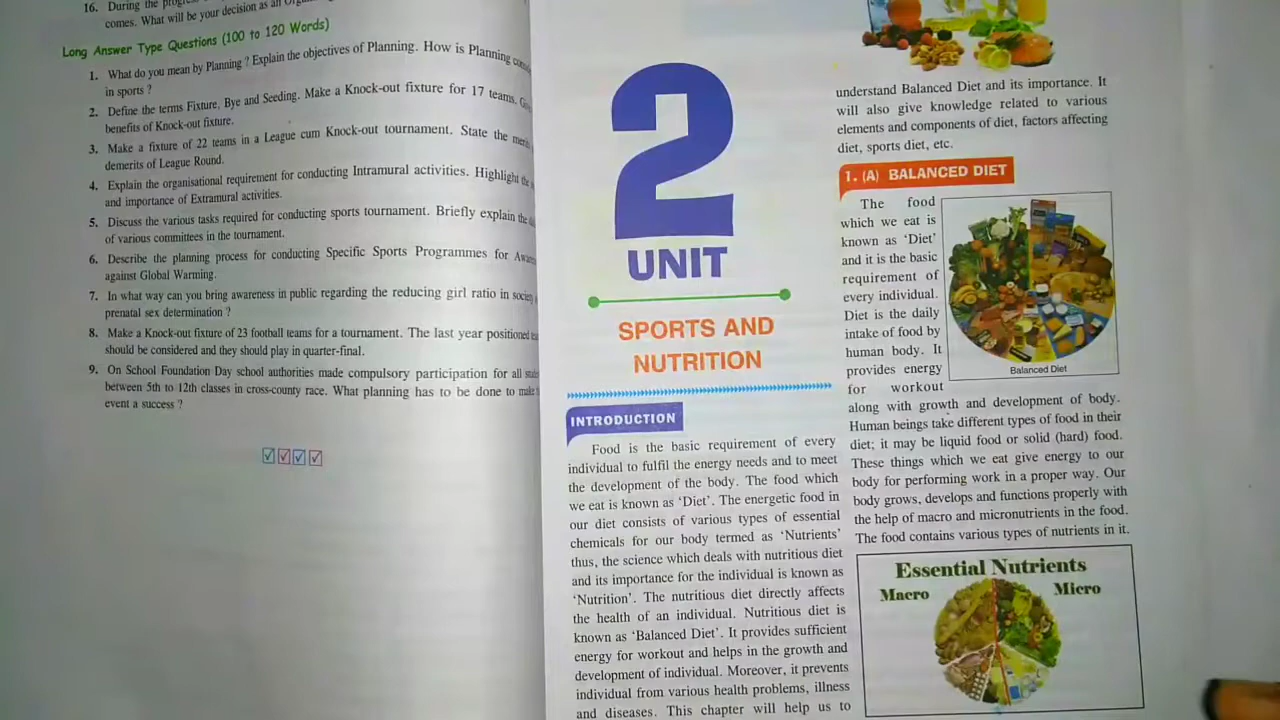 16. During the
comes. What will be your decision as an
Long Answer Type Questions (100 to 120 Words)
1. What do you mean by Planning ? Explain the objectives of Planning. How is Planning
in sports ?
2. Define the terms Fixture, Bye and Seeding. Make a Knock-out fixture for 17 teams.
benefits of Knock-out fixture.
3. Make a fixture of 22 teams in a League cum Knock-out tournament. State the
demerits of League Round.
4. Explain the organisational requirement for conducting Intramural activities. Highlight the
and importance of Extramural activities.
5. Discuss the various tasks required for conducting sports tournament. Briefly explain the
of various committees in the tournament.
6. Describe the planning process for conducting Specific Sports Programmes for
against Global Warming.
7. In what way can you bring awareness in public regarding the reducing girl ratio in
prenatal sex determination ?
8. Make a Knock-out fixture of 23 football teams for a tournament. The last year positioned
should be considered and they should play in quarter-final.
9. On School Foundation Day school authorities made compulsory participation for all
between 5th to 12th classes in cross-county race. What planning has to be done to make
event a success ?
2
UNIT
SPORTS AND
NUTRITION
INTRODUCTION
Food is the basic requirement of every
individual to fulfil the energy needs and to meet
the development of the body. The food which
we eat is known as ‘Diet’. The energetic food in
our diet consists of various types of essential
chemicals for our body termed as ‘Nutrients’
thus, the science which deals with nutritious diet
and its importance for the individual is known as
‘Nutrition’. The nutritious diet directly affects
the health of an individual. Nutritious diet is
known as ‘Balanced Diet’. It provides sufficient
energy for workout and helps in the growth and
development of individual. Moreover, it prevents
individual from various health problems, illness
and diseases. This chapter will help us to
understand Balanced Diet and its importance. It
will also give knowledge related to various
elements and components of diet, factors affecting
diet, sports diet, etc.
1. (A) BALANCED DIET
The food
which we eat is
known as ‘Diet’
and it is the basic
requirement of
every individual.
Diet is the daily
intake of food by
human body. It
provides energy
for workout
Balanced Diet
along with growth and development of body.
Human beings take different types of food in their
diet; it may be liquid food or solid (hard) food.
These things which we eat give energy to our
body for performing work in a proper way. Our
body grows, develops and functions properly with
the help of macro and micronutrients in the food.
The food contains various types of nutrients in it.
Essential Nutrients
Macro Micro